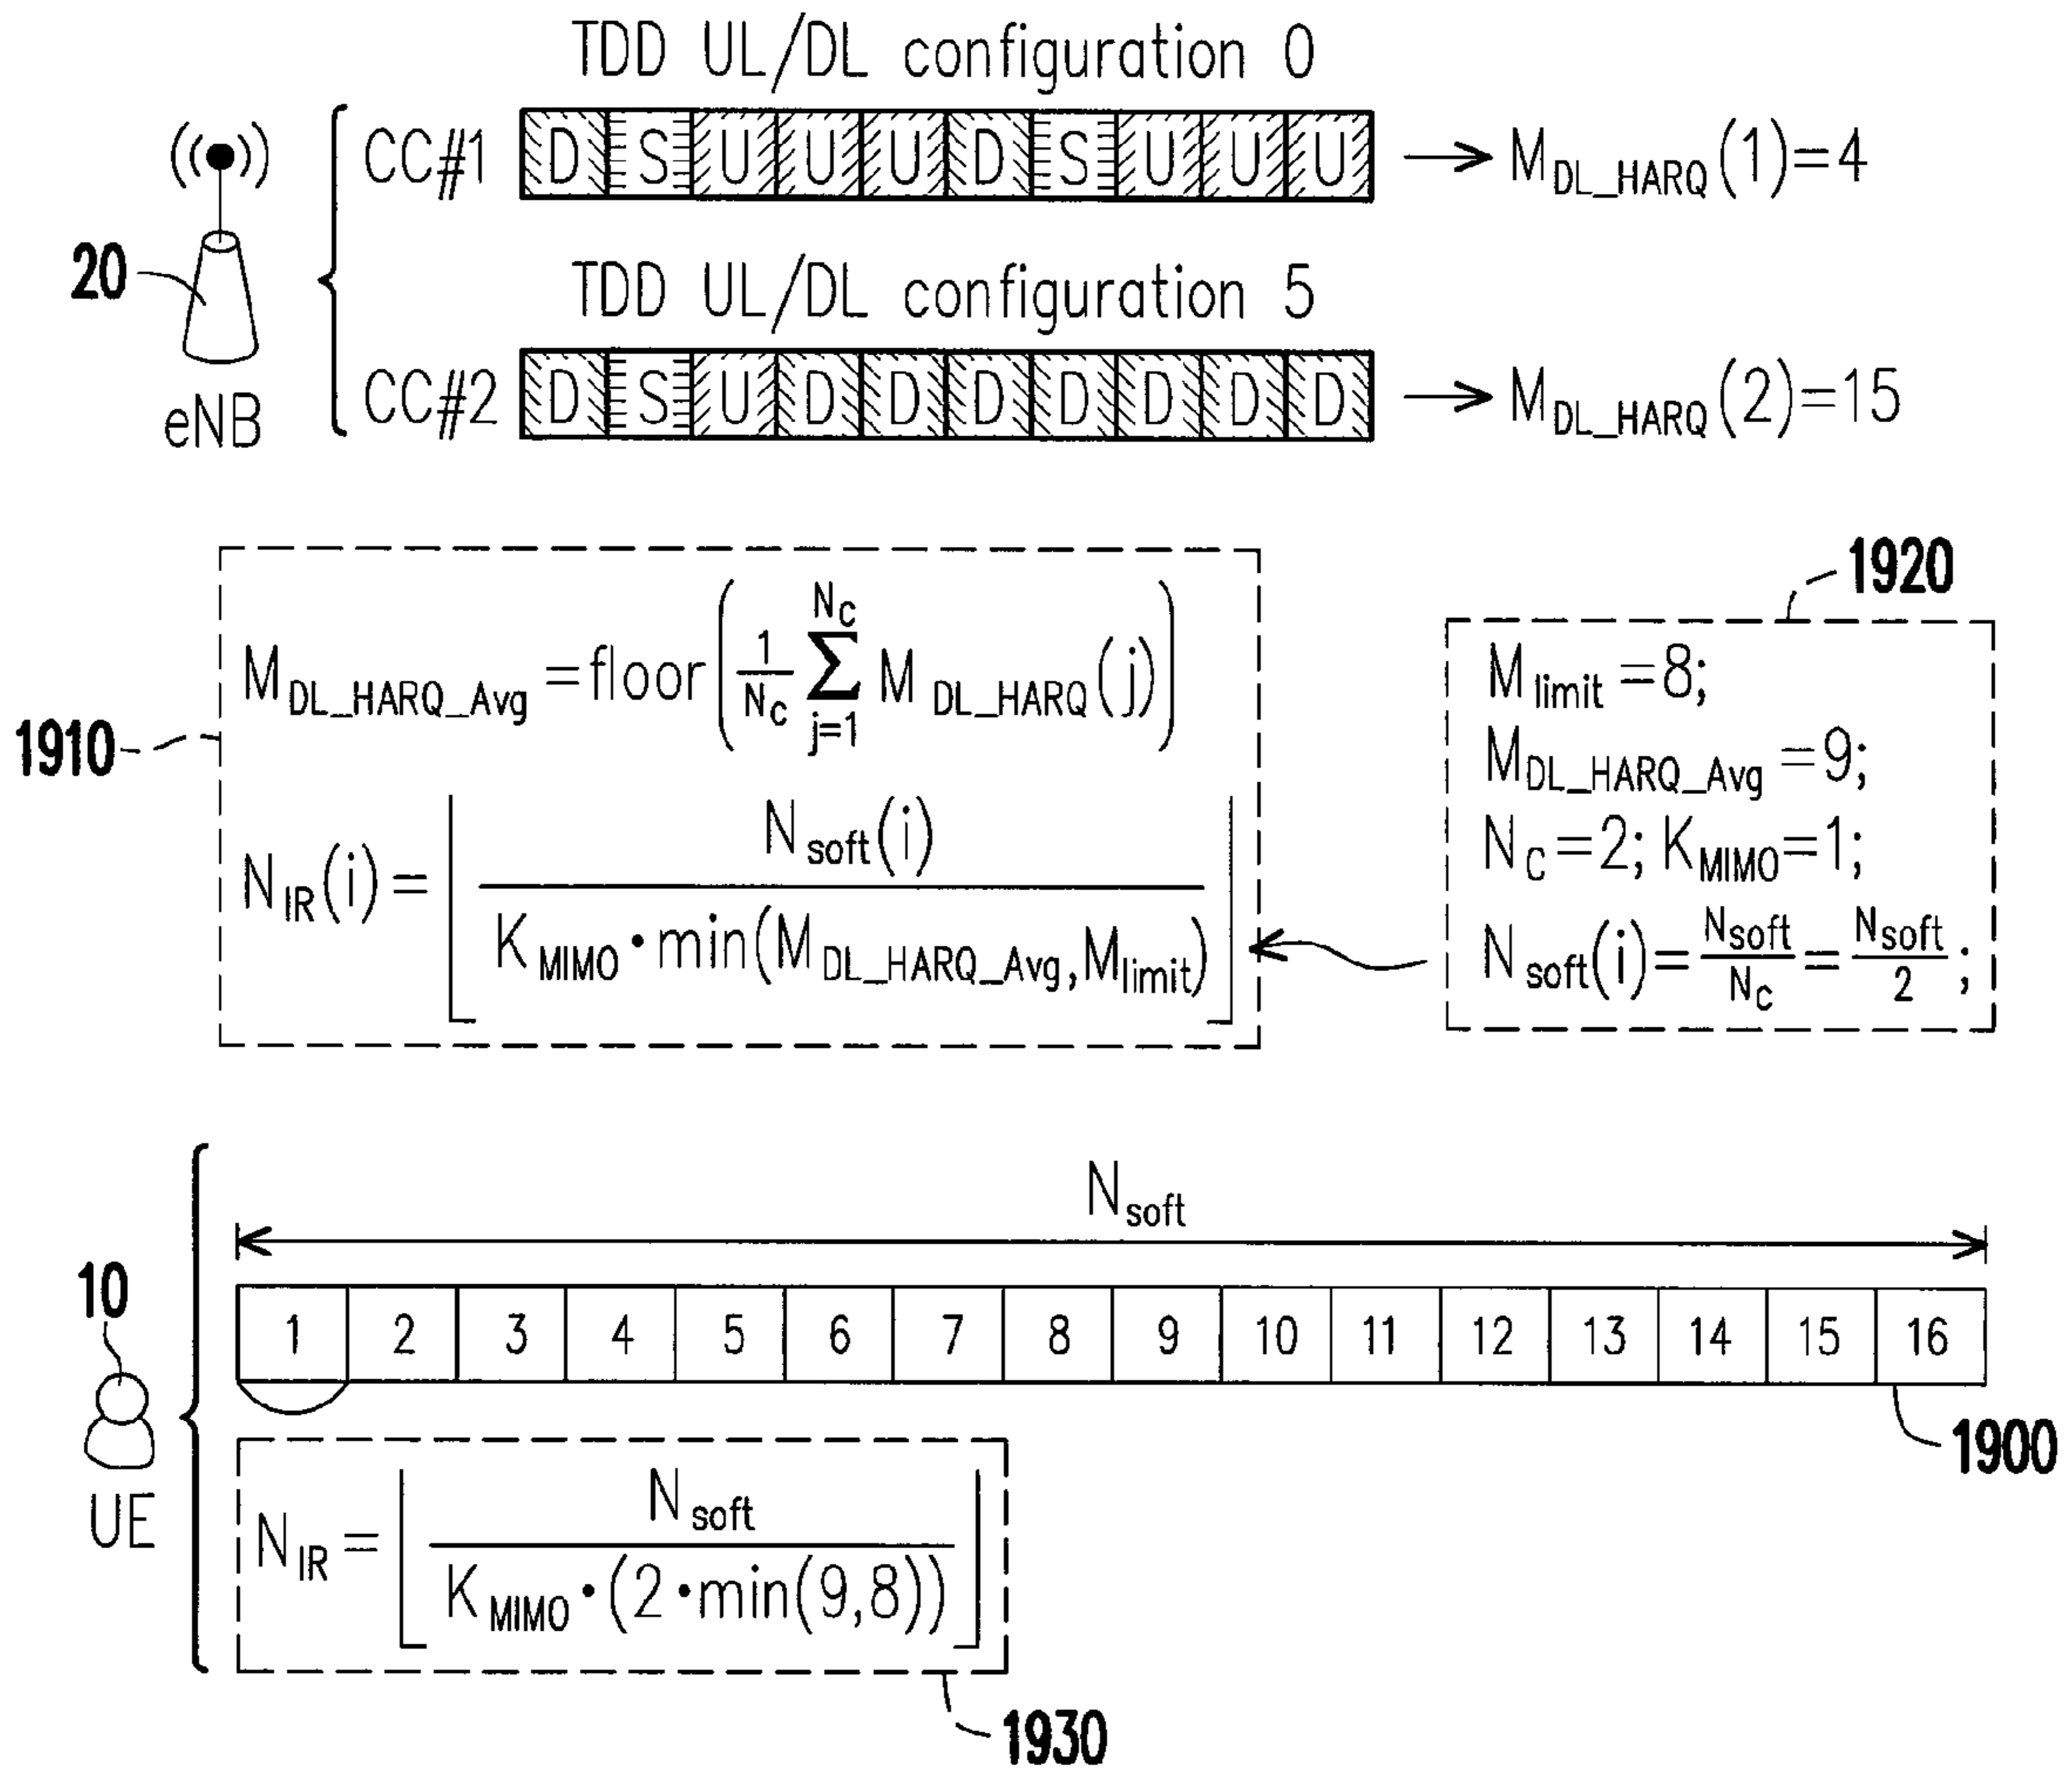 TDD UL/DL configuration 0
CC#1 D S U U U D S U U U M_DL_HARQ(1)=4
20
TDD UL/DL configuration 5
CC#2 D S U D D D D D D D M_DL_HARQ(2)=15
eNB
1920
M_DL_HARQ_Avg = floor( 1/N_C ∑_{j=1}^{N_C} M_DL_HARQ(j) )
1910
N_IR(i) = ⌊ N_soft(i) / K_MIMO • min(M_DL_HARQ_Avg, M_limit) ⌋
M_limit = 8;
M_DL_HARQ_Avg = 9;
N_C = 2; K_MIMO = 1;
N_soft(i) = N_soft/N_C = N_soft/2 ;
N_soft
10
1 2 3 4 5 6 7 8 9 10 11 12 13 14 15 16
1900
UE
N_IR = ⌊ N_soft / K_MIMO • (2 • min(9,8)) ⌋
1930